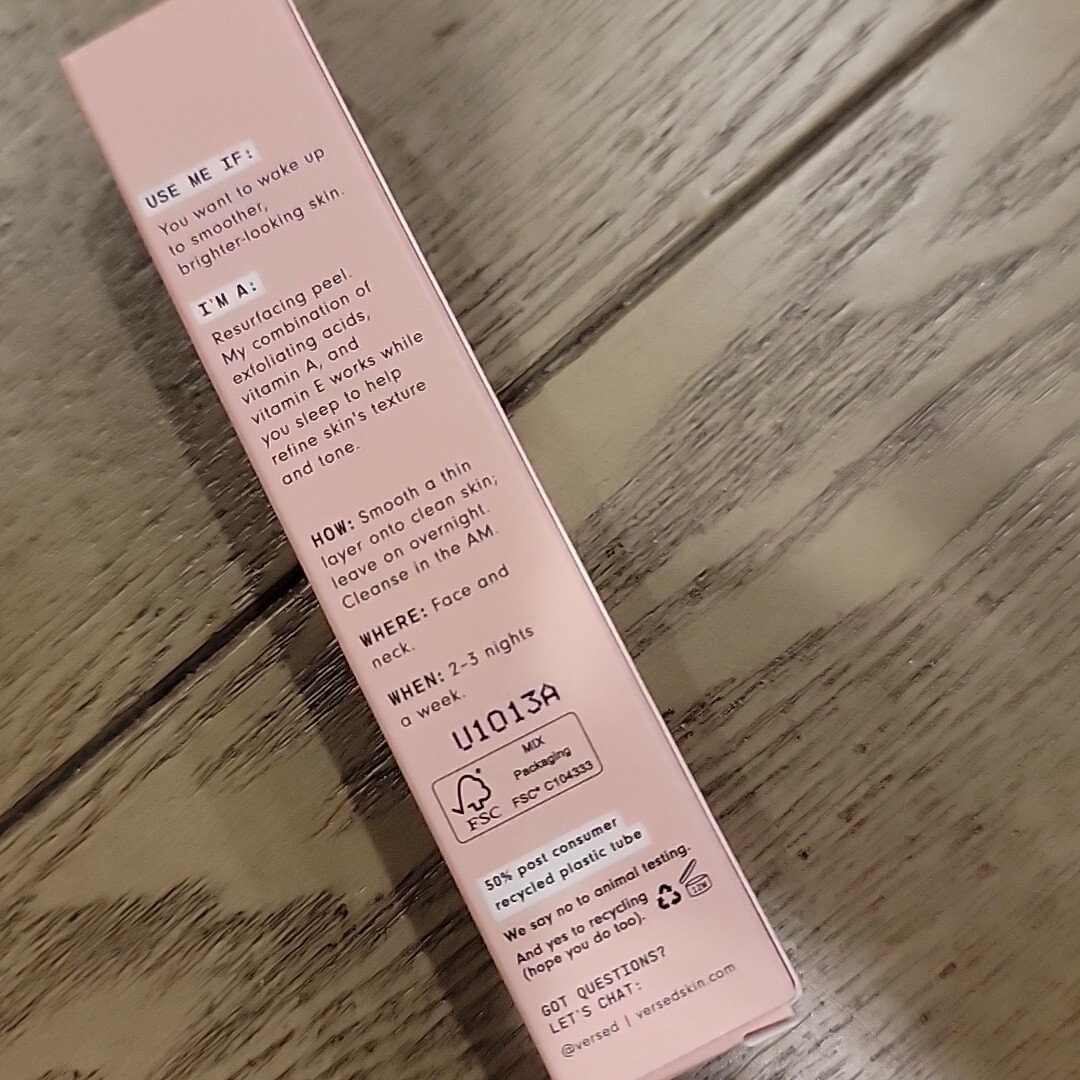 USE ME IF:
You want to wake up
to smoother,
brighter-looking skin.
I'M A:
Resurfacing peel.
My combination of
exfoliating acids,
vitamin A, and
vitamin E works while
you sleep to help
refine skin's texture
and tone.
HOW: Smooth a thin
layer onto clean skin;
leave on overnight.
Cleanse in the AM.
WHERE: Face and
neck.
WHEN: 2-3 nights
a week.
U1013A
MIX
Packaging
FSC® C104333
FSC
50% post consumer
recycled plastic tube
We say no to animal testing.
And yes to recycling
(hope you do too).
12M
GOT QUESTIONS?
LET'S CHAT:
@versed | versedskin.com